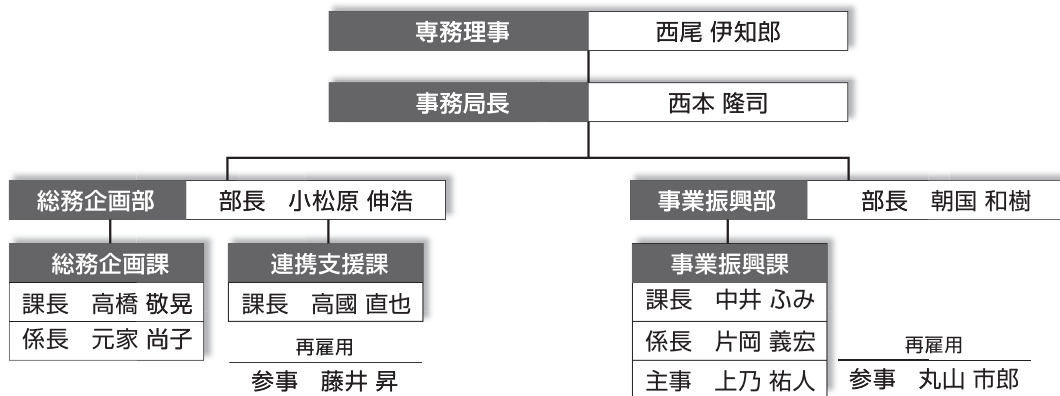 専務理事 西尾 伊知郎
事務局長 西本 隆司
総務企画部 部長 小松原 伸浩
事業振興部 部長 朝国 和樹
総務企画課
課長 高橋 敬晃
係長 元家 尚子
連携支援課
課長 高國 直也
再雇用
参事 藤井 昇
事業振興課
課長 中井 ふみ
係長 片岡 義宏
主事 上乃 祐人
再雇用
参事 丸山 市郎